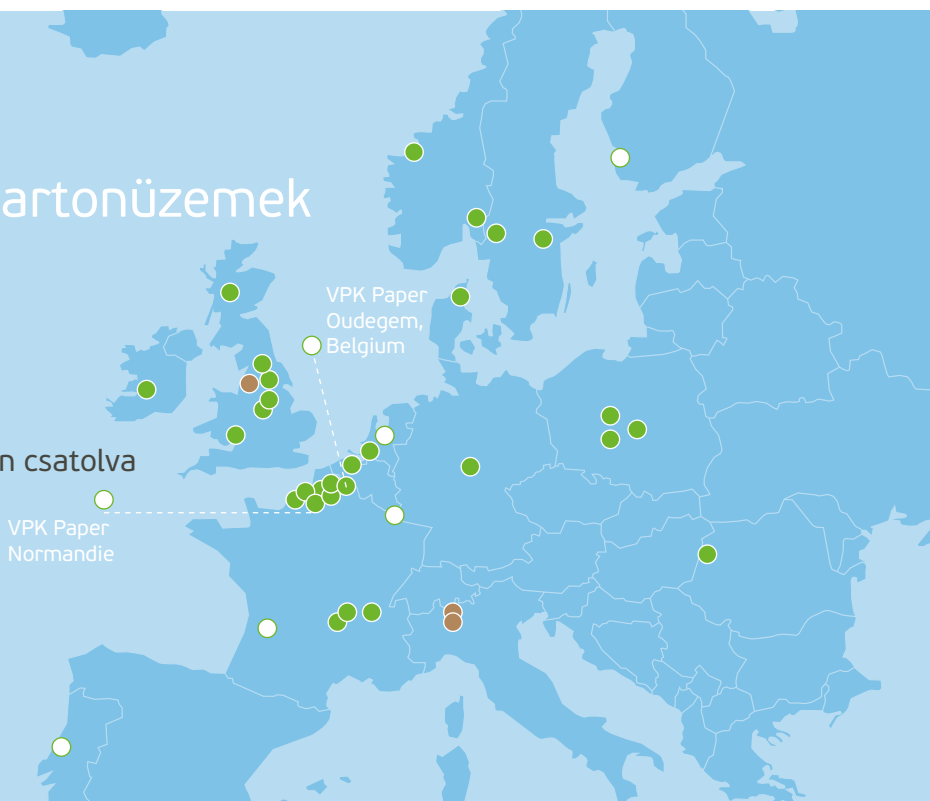 artonüzemek
VPK Paper
Oudegem,
Belgium
n csatolva
VPK Paper
Normandie